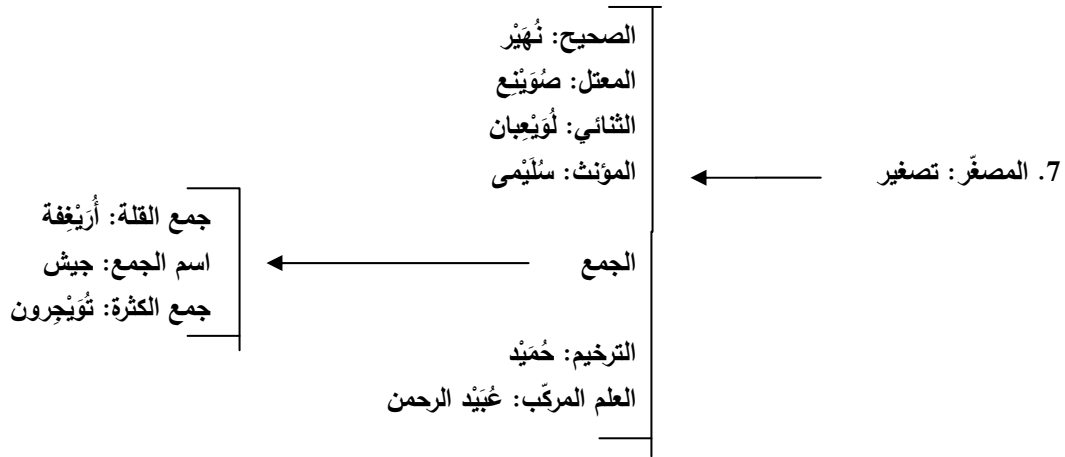 7. المصغّر: تصغير
الصحيح: نُهَيْر
المعتل: صُوَيْنِع
الثنائي: لُوَيْعِبان
المؤنث: سُلَيْمى
الجمع
جمع القلة: أُرَيْغِفة
اسم الجمع: جيش
جمع الكثرة: تُوَيْجِرون
الترخيم: حُمَيْد
العلم المركّب: عُبَيْد الرحمن